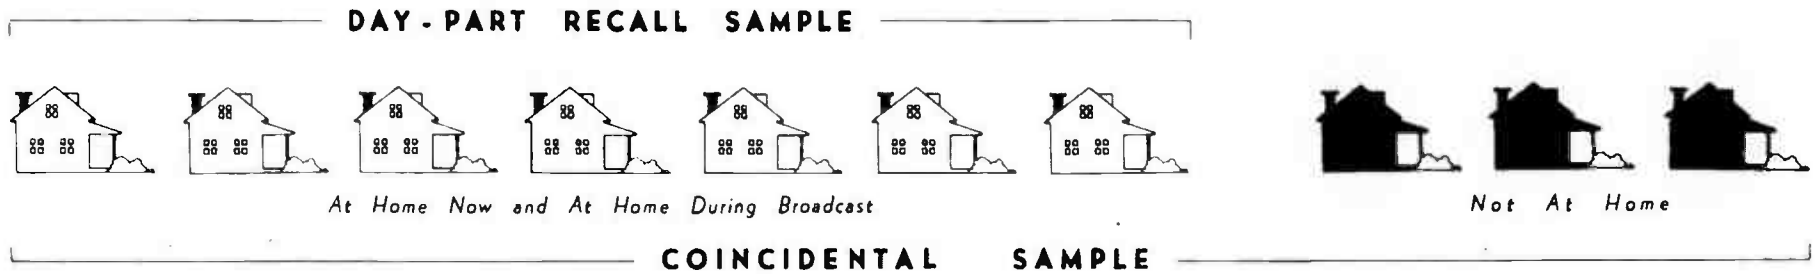 DAY-PART RECALL SAMPLE
At Home Now and At Home During Broadcast
Not At Home
COINCIDENTAL SAMPLE